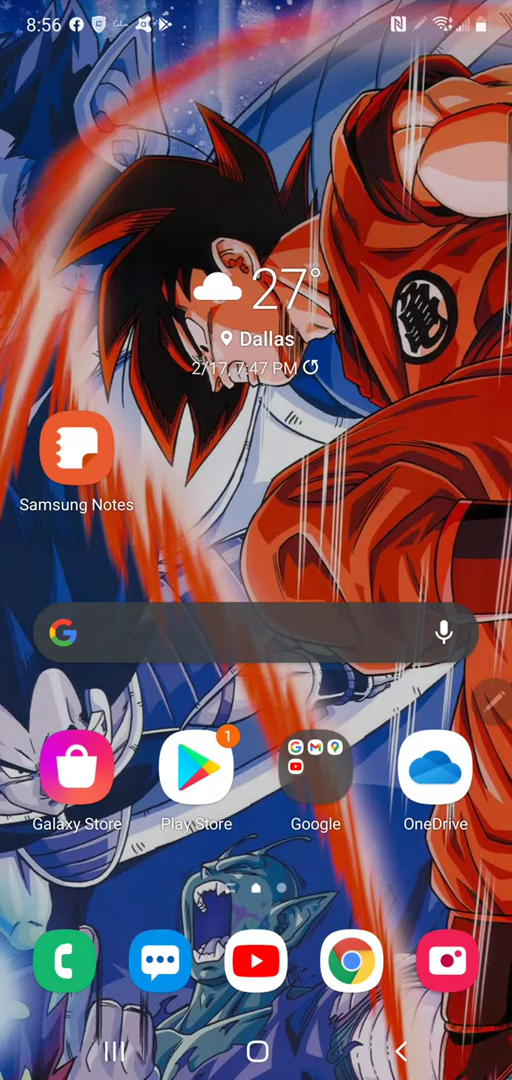 8:56
27°
Dallas
2/17, 7:47 PM
Samsung Notes
1
Galaxy Store
Play Store
Google
OneDrive